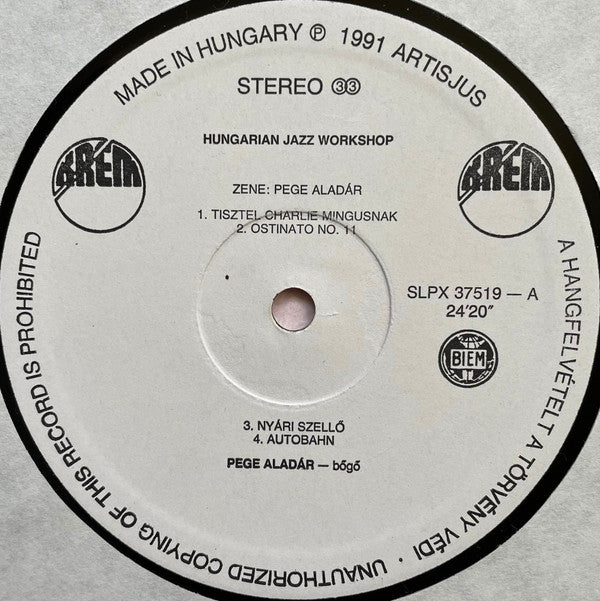 MADE IN HUNGARY ℗ 1991 ARTISJUS
STEREO 33
HUNGARIAN JAZZ WORKSHOP
KRÉM
KRÉM
ZENE: PEGE ALADÁR
1. TISZTEL CHARLIE MINGUSNAK
2. OSTINATO NO. 11
SLPX 37519 — A
24'20"
BIEM
3. NYÁRI SZELLŐ
4. AUTOBAHN
PEGE ALADÁR — bőgő
A HANGFELVÉTELT A TÖRVÉNY VÉDI · UNAUTHORIZED COPYING OF THIS RECORD IS PROHIBITED